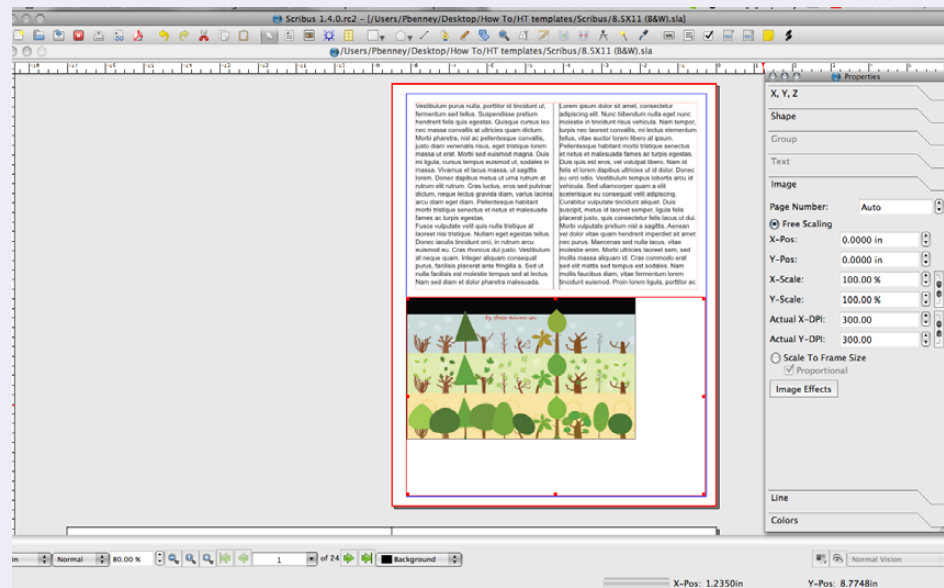 Scribus 1.4.0.rc2 - [/Users/Pbenney/Desktop/How To/HT templates/Scribus/8.5X11 (B&W).sla]
/Users/Pbenney/Desktop/How To/HT templates/Scribus/8.5X11 (B&W).sla
Vestibulum purus nulla, porttitor id tincidunt ut,
fermentum sed tellus. Suspendisse pretium
hendrerit felis quis egestas. Quisque cursus leo
nec massa convallis at ultricies quam dictum.
Morbi pharetra, nisl ac pellentesque convallis,
justo diam venenatis risus, eget tristique lorem
massa ut erat. Morbi sed euismod magna. Duis
mi ligula, cursus tempus euismod ut, sodales in
massa. Vivamus et lacus massa, ut sagittis
lorem. Donec dapibus metus ut urna rutrum at
rutrum elit rutrum. Cras luctus, eros sed pulvinar
dictum, neque lectus gravida diam, varius lacinia
arcu diam eget diam. Pellentesque habitant
morbi tristique senectus et netus et malesuada
fames ac turpis egestas.
Fusce vulputate velit quis nulla tristique at
laoreet nisi tristique. Nullam eget egestas tellus.
Donec iaculis tincidunt orci, in rutrum arcu
euismod eu. Cras rhoncus dui justo. Vestibulum
at neque quam. Integer aliquam consequat
purus, facilisis placerat ante fringilla a. Sed ut
nulla facilisis est molestie tempus sed at lectus.
Nam sed diam et dolor pharetra malesuada.
Lorem ipsum dolor sit amet, consectetur
adipiscing elit. Nunc bibendum nulla eget nunc
molestie in tincidunt risus vehicula. Nam tempor,
turpis nec laoreet convallis, mi lectus elementum
tellus, vitae auctor lorem libero at ipsum.
Pellentesque habitant morbi tristique senectus
et netus et malesuada fames ac turpis egestas.
Duis quis est eros, vel volutpat libero. Nam id
felis et lorem dapibus ultricies ut id dolor. Donec
eu orci odio. Vestibulum tempus lobortis arcu id
vehicula. Sed ullamcorper quam a elit
scelerisque eu consequat velit adipiscing.
Curabitur vulputate tincidunt aliquet. Duis
suscipit, metus id laoreet semper, ligula felis
placerat justo, quis consectetur felis lacus ut dui.
Morbi vulputate pretium nisl a sagittis. Aenean
vel dolor vitae quam hendrerit imperdiet sit amet
nec purus. Maecenas sed nulla lacus, vitae
molestie enim. Morbi ultricies laoreet sem, sed
mollis massa aliquam id. Cras commodo erat
sed elit mattis sed tempus est sodales. Nam
mollis faucibus diam, vitae fermentum lorem
tincidunt euismod. Proin lorem ligula, porttitor ac
Properties
X, Y, Z
Shape
Group
Text
Image
Page Number: Auto
Free Scaling
X-Pos: 0.0000 in
Y-Pos: 0.0000 in
X-Scale: 100.00 %
Y-Scale: 100.00 %
Actual X-DPI: 300.00
Actual Y-DPI: 300.00
Scale To Frame Size
Proportional
Image Effects
Line
Colors
in Normal 80.00 % 1 of 24 Background Normal Vision
X-Pos: 1.2350in Y-Pos: 8.7748in